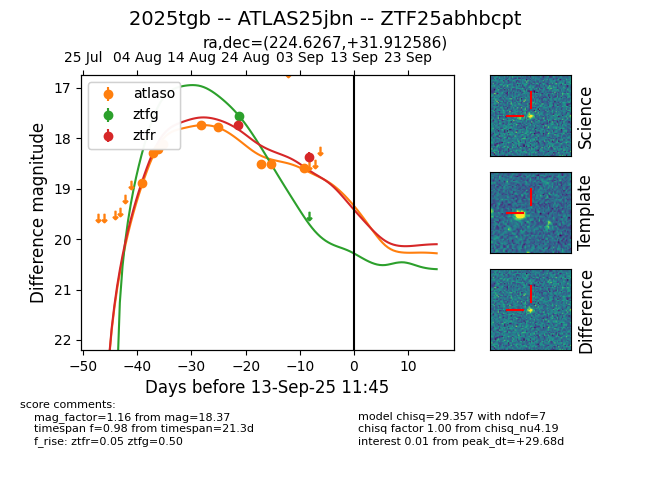 2025tgb -- ATLAS25jbn -- ZTF25abhbcpt
ra,dec=(224.6267,+31.912586)
25 Jul 04 Aug 14 Aug 24 Aug 03 Sep 13 Sep 23 Sep
atlaso
ztfg
ztfr
17
18
19
20
21
22
Difference magnitude
−50 −40 −30 −20 −10 0 10
Days before 13-Sep-25 11:45
Science
Template
Difference
score comments:
mag_factor=1.16 from mag=18.37
timespan f=0.98 from timespan=21.3d
f_rise: ztfr=0.05 ztfg=0.50
model chisq=29.357 with ndof=7
chisq factor 1.00 from chisq_nu4.19
interest 0.01 from peak_dt=+29.68d